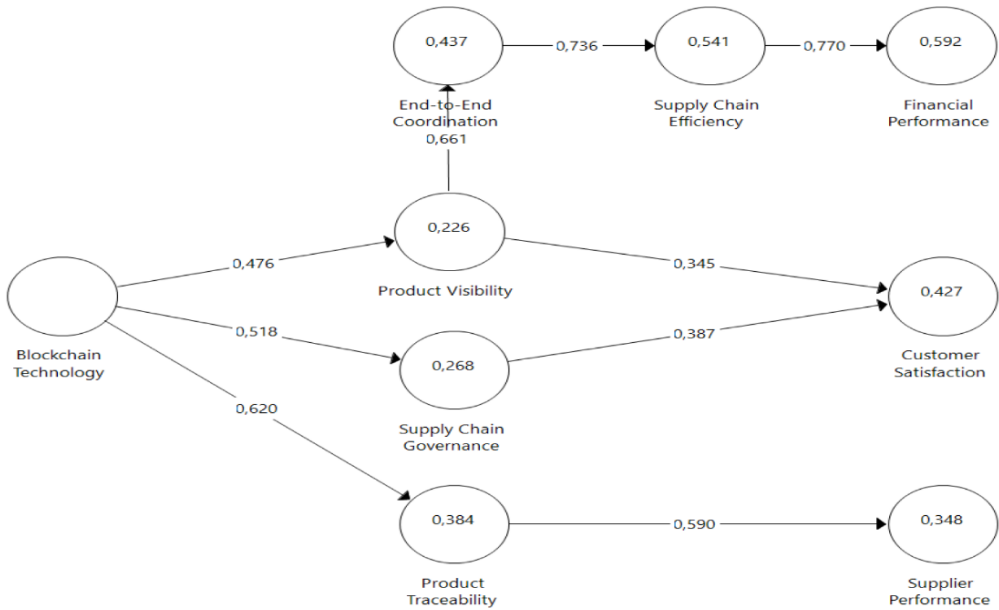 0,437
0,736
0,541
0,770
0,592
End-to-End
Coordination
Supply Chain
Efficiency
Financial
Performance
0,661
0,226
0,476
0,345
Product Visibility
0,427
Blockchain
Technology
0,518
0,387
Customer
Satisfaction
0,268
0,620
Supply Chain
Governance
0,384
0,590
0,348
Product
Traceability
Supplier
Performance